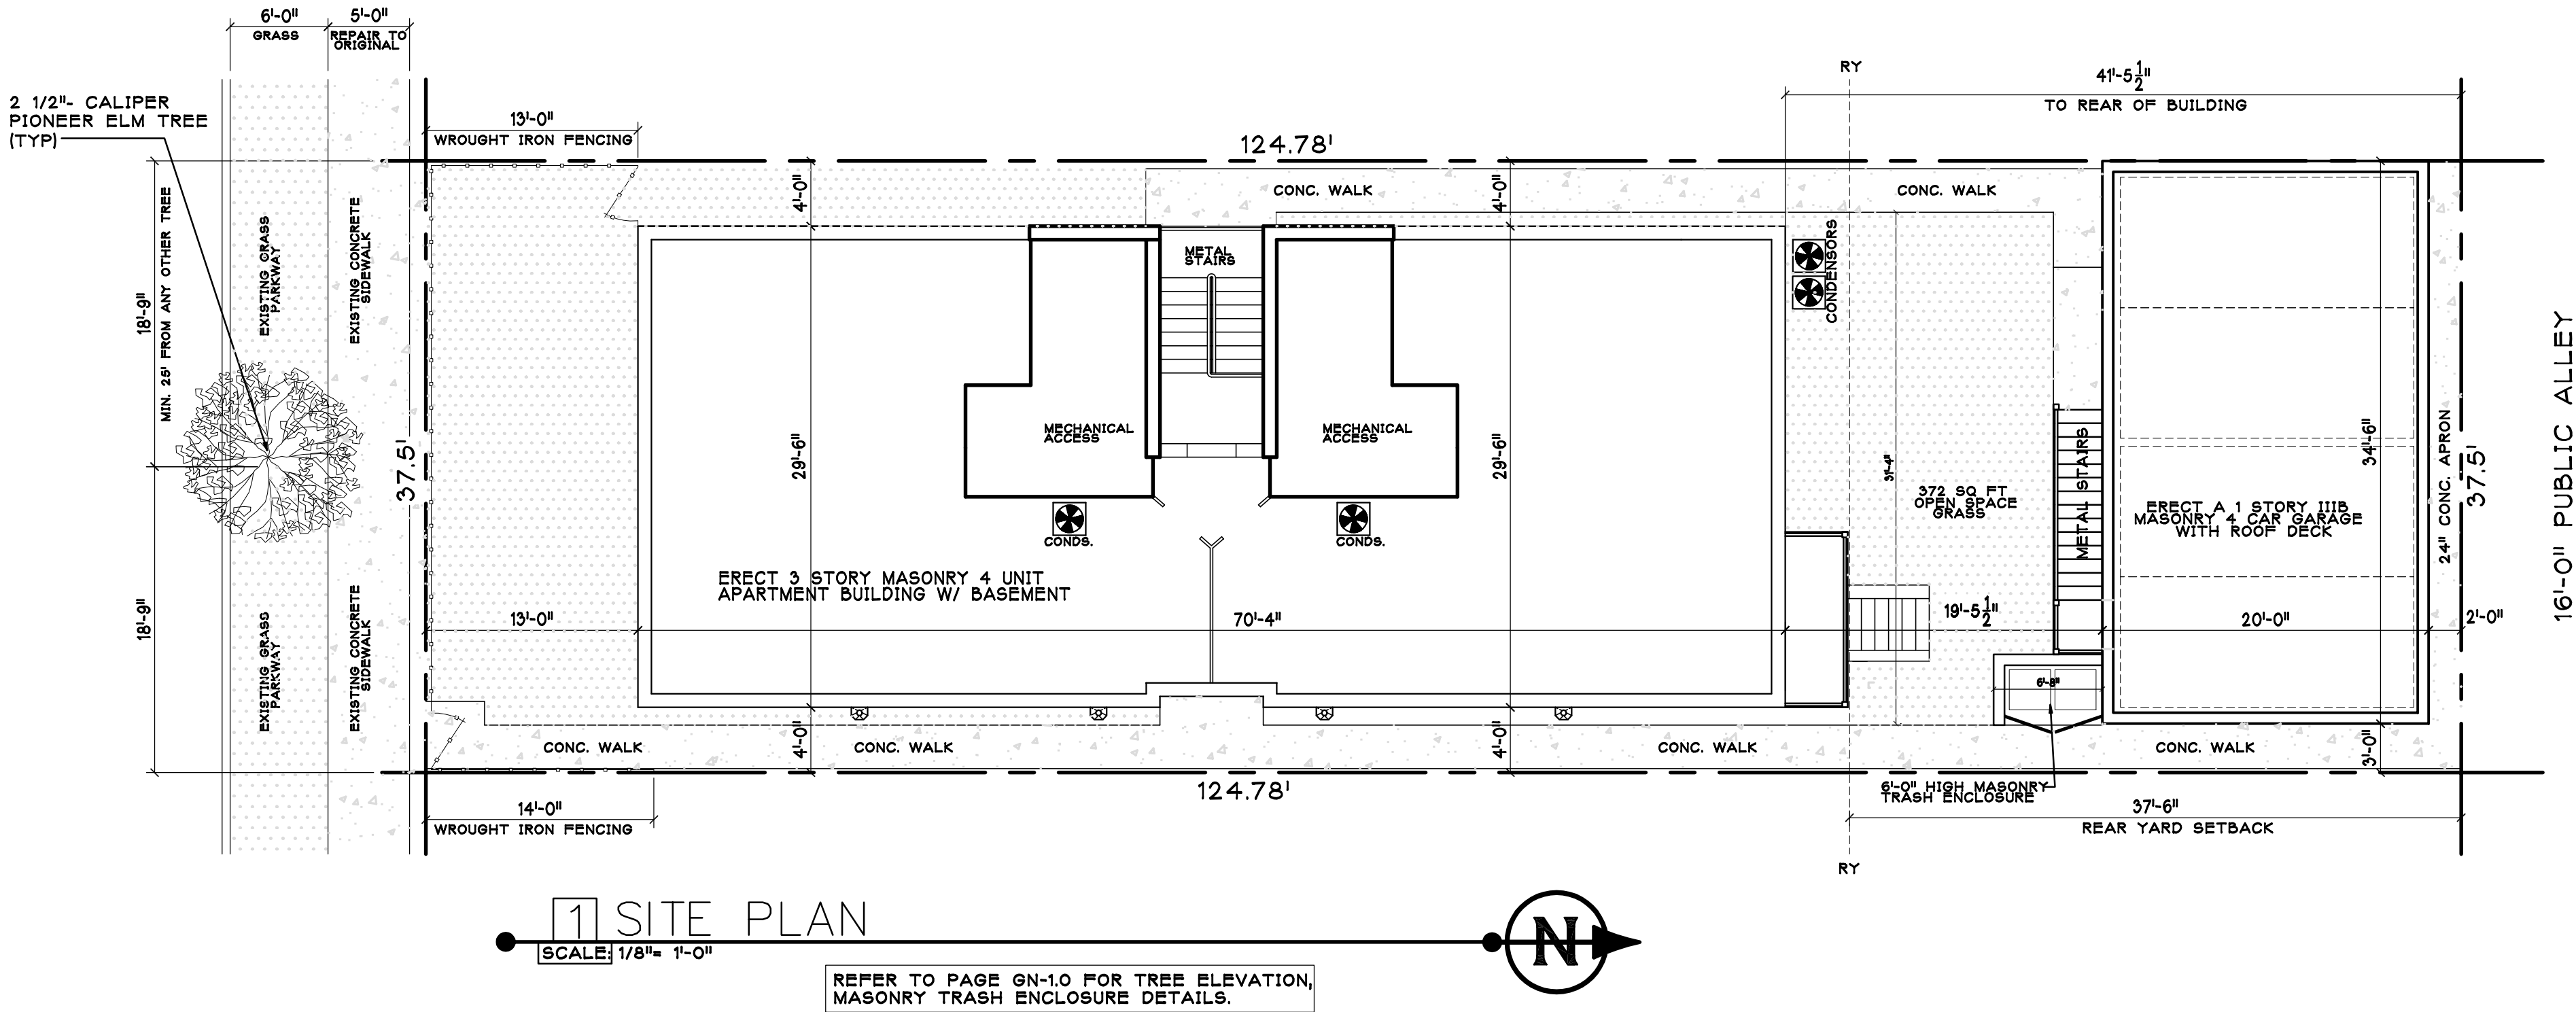 6'-0"
GRASS
5'-0"
REPAIR TO
ORIGINAL
2 1/2"- CALIPER
PIONEER ELM TREE
(TYP)
13'-0"
WROUGHT IRON FENCING
124.78'
RY
41'-5 1/2"
TO REAR OF BUILDING
18'-9"
MIN. 25' FROM ANY OTHER TREE
EXISTING GRASS
PARKWAY
EXISTING CONCRETE
SIDEWALK
4'-0"
CONC. WALK
4'-0"
CONC. WALK
METAL
STAIRS
CONDENSORS
MECHANICAL
ACCESS
MECHANICAL
ACCESS
37.5'
29'-6"
29'-6"
31'-4"
372 SQ FT
OPEN SPACE
GRASS
METAL STAIRS
34'-6"
ERECT A 1 STORY IIIB
MASONRY 4 CAR GARAGE
WITH ROOF DECK
24" CONC. APRON
37.5'
16'-0" PUBLIC ALLEY
CONDS.
CONDS.
ERECT 3 STORY MASONRY 4 UNIT
APARTMENT BUILDING W/ BASEMENT
18'-9"
EXISTING GRASS
PARKWAY
EXISTING CONCRETE
SIDEWALK
13'-0"
70'-4"
19'-5 1/2"
20'-0"
2'-0"
6'-8"
CONC. WALK
CONC. WALK
4'-0"
4'-0"
CONC. WALK
CONC. WALK
3'-0"
124.78'
14'-0"
WROUGHT IRON FENCING
6'-0" HIGH MASONRY
TRASH ENCLOSURE
37'-6"
REAR YARD SETBACK
RY
1 SITE PLAN
SCALE: 1/8"= 1'-0"
N
REFER TO PAGE GN-1.0 FOR TREE ELEVATION,
MASONRY TRASH ENCLOSURE DETAILS.